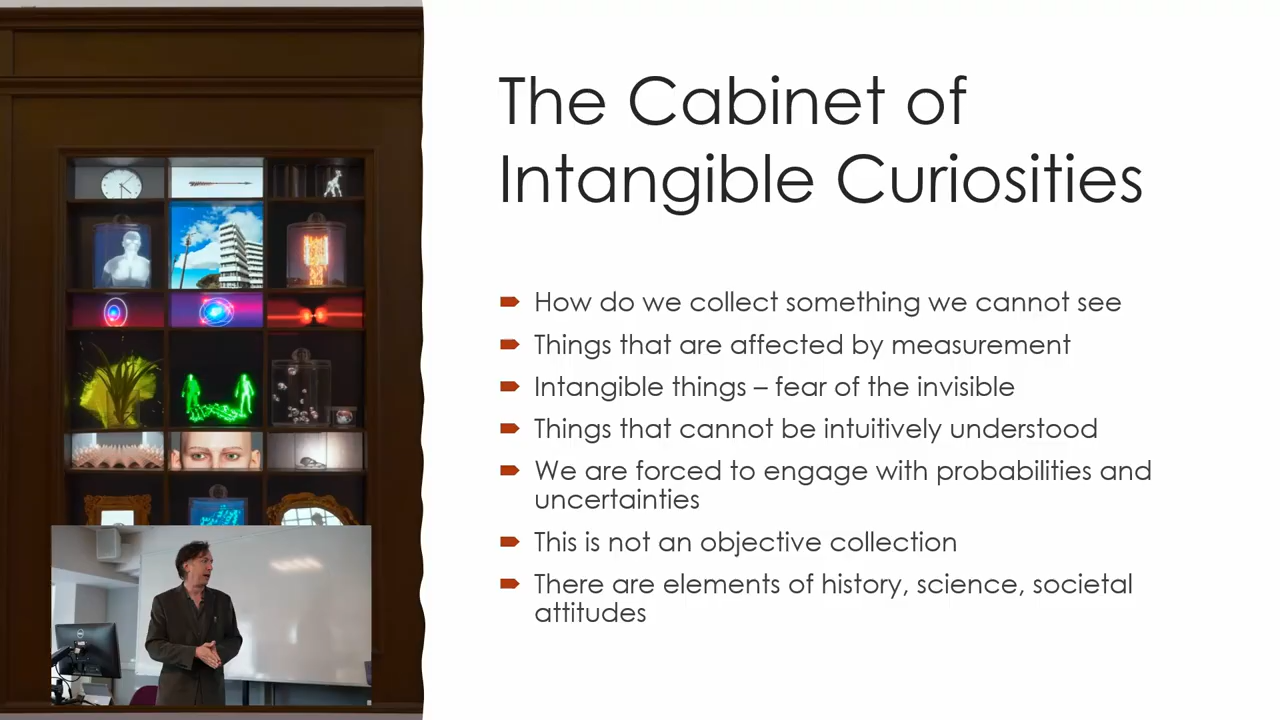 The Cabinet of
Intangible Curiosities
How do we collect something we cannot see
Things that are affected by measurement
Intangible things – fear of the invisible
Things that cannot be intuitively understood
We are forced to engage with probabilities and
uncertainties
This is not an objective collection
There are elements of history, science, societal
attitudes